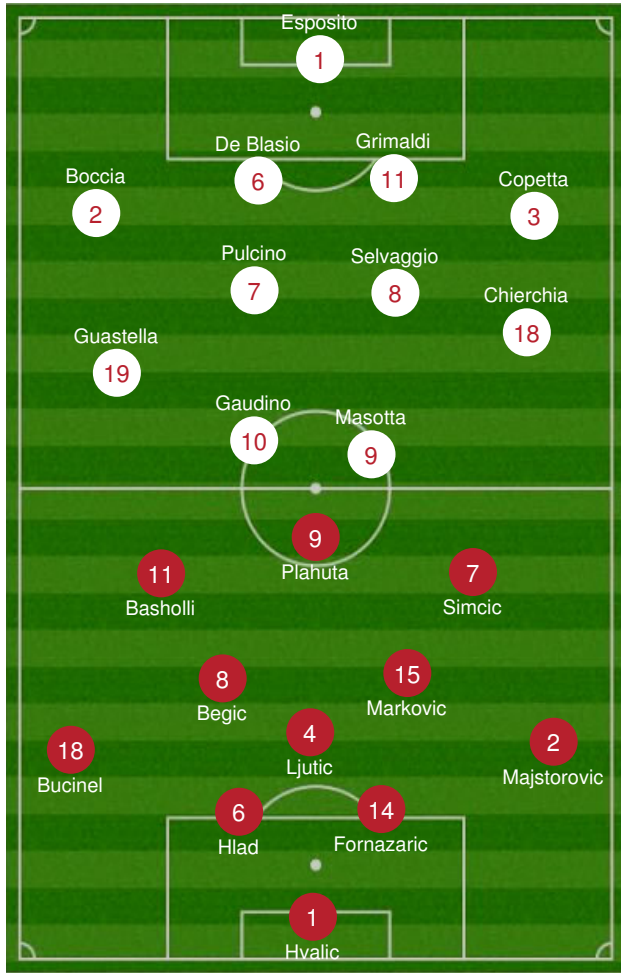 Esposito
1
De Blasio
6
Grimaldi
11
Boccia
2
Copetta
3
Pulcino
7
Selvaggio
8
Chierchia
18
Guastella
19
Gaudino
10
Masotta
9
9
Plahuta
11
Basholli
7
Simcic
8
Begic
15
Markovic
4
Ljutic
18
Bucinel
2
Majstorovic
6
Hlad
14
Fornazaric
1
Hvalic